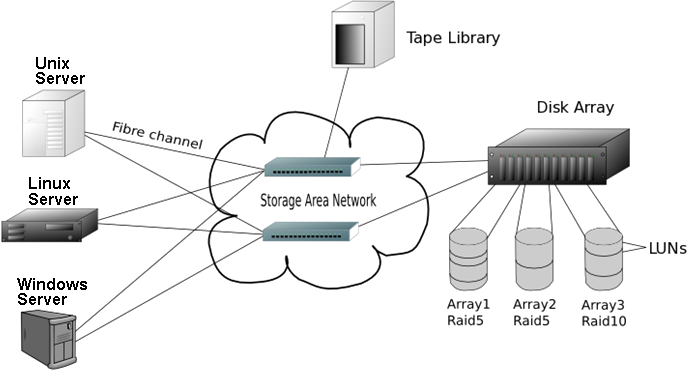 Tape Library
Unix
Server
Fibre channel
Disk Array
Linux
Server
Storage Area Network
LUNs
Windows
Server
Array1
Raid5
Array2
Raid5
Array3
Raid10